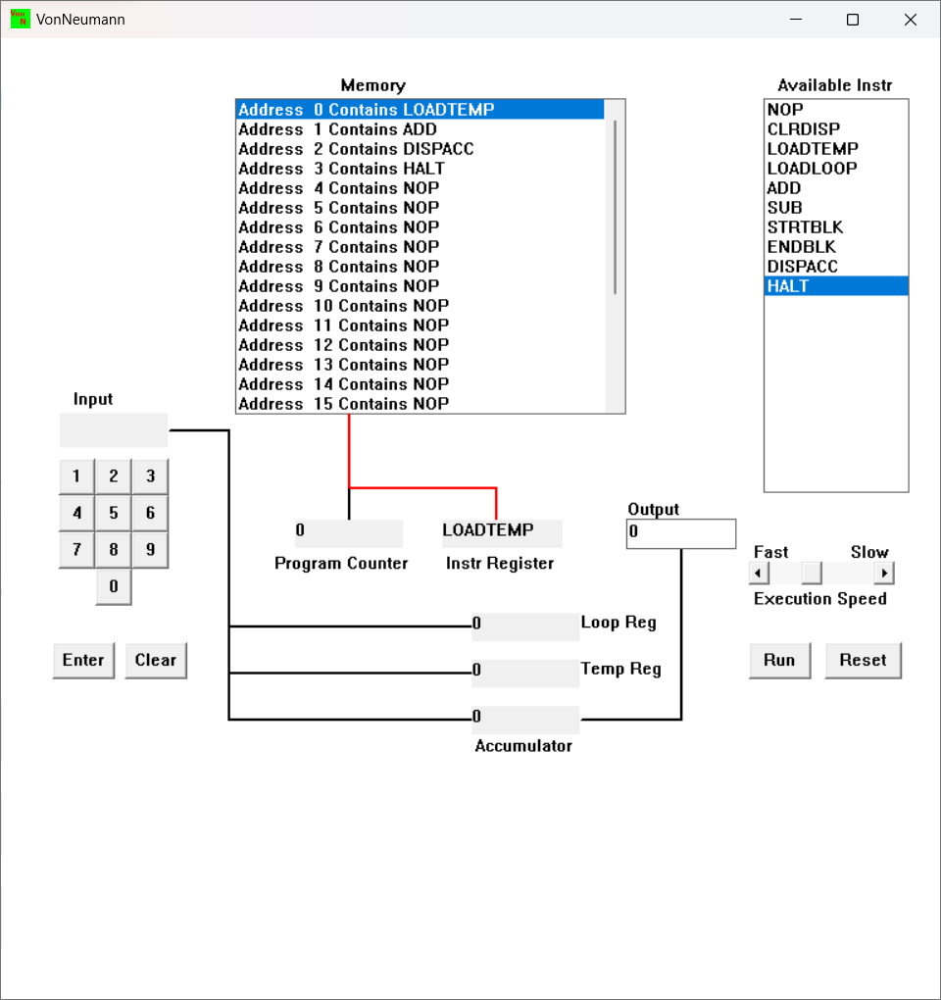 VonNeumann
Memory
Available Instr
Address 0 Contains LOADTEMP
Address 1 Contains ADD
Address 2 Contains DISPACC
Address 3 Contains HALT
Address 4 Contains NOP
Address 5 Contains NOP
Address 6 Contains NOP
Address 7 Contains NOP
Address 8 Contains NOP
Address 9 Contains NOP
Address 10 Contains NOP
Address 11 Contains NOP
Address 12 Contains NOP
Address 13 Contains NOP
Address 14 Contains NOP
Address 15 Contains NOP
NOP
CLRDISP
LOADTEMP
LOADLOOP
ADD
SUB
STRTBLK
ENDBLK
DISPACC
HALT
Input
1 2 3
4 5 6
7 8 9
0
Enter Clear
0
Program Counter
LOADTEMP
Instr Register
Output
0
Fast Slow
Execution Speed
0 Loop Reg
0 Temp Reg
0
Accumulator
Run Reset